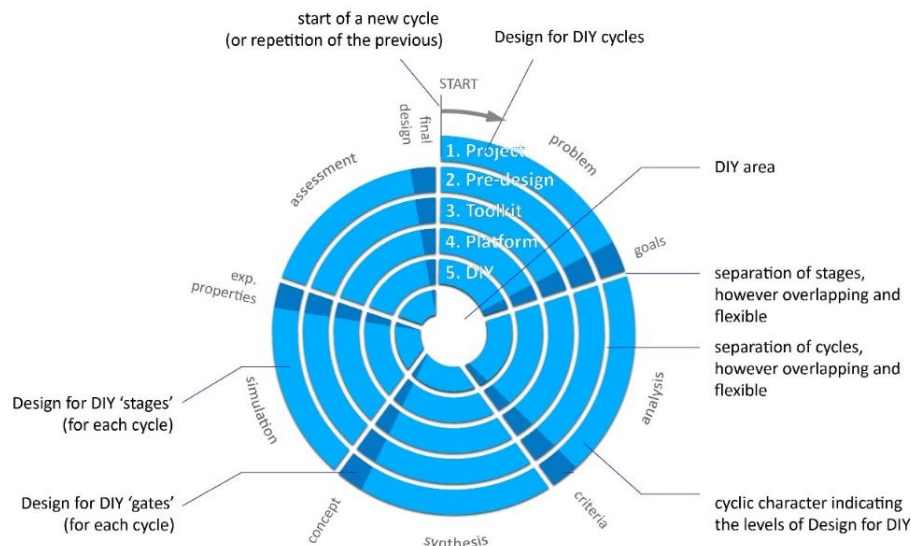 start of a new cycle
(or repetition of the previous)
Design for DIY cycles
START
final
design
problem
assessment
1. Project
2. Pre-design
3. Toolkit
4. Platform
5. DIY
DIY area
goals
exp.
properties
separation of stages,
however overlapping and
flexible
separation of cycles,
however overlapping and
flexible
analysis
simulation
Design for DIY ‘stages’
(for each cycle)
Design for DIY ‘gates’
(for each cycle)
concept
synthesis
criteria
cyclic character indicating
the levels of Design for DIY